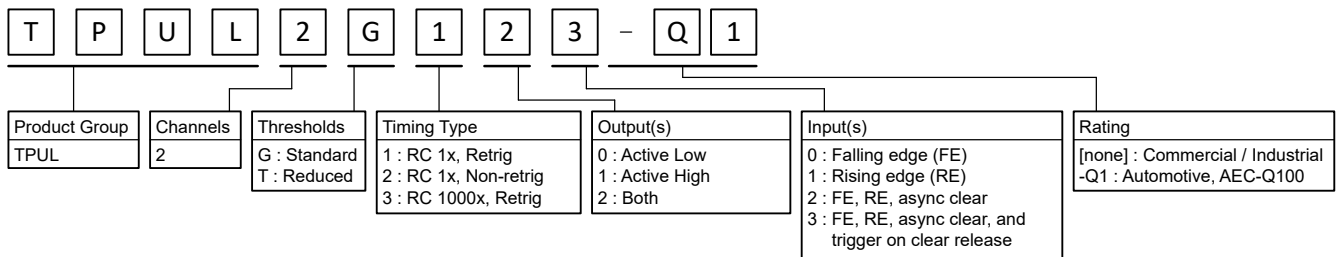 T P U L 2 G 1 2 3 – Q 1
Product Group
TPUL
Channels
2
Thresholds
G : Standard
T : Reduced
Timing Type
1 : RC 1x, Retrig
2 : RC 1x, Non-retrig
3 : RC 1000x, Retrig
Output(s)
0 : Active Low
1 : Active High
2 : Both
Input(s)
0 : Falling edge (FE)
1 : Rising edge (RE)
2 : FE, RE, async clear
3 : FE, RE, async clear, and
trigger on clear release
Rating
[none] : Commercial / Industrial
-Q1 : Automotive, AEC-Q100